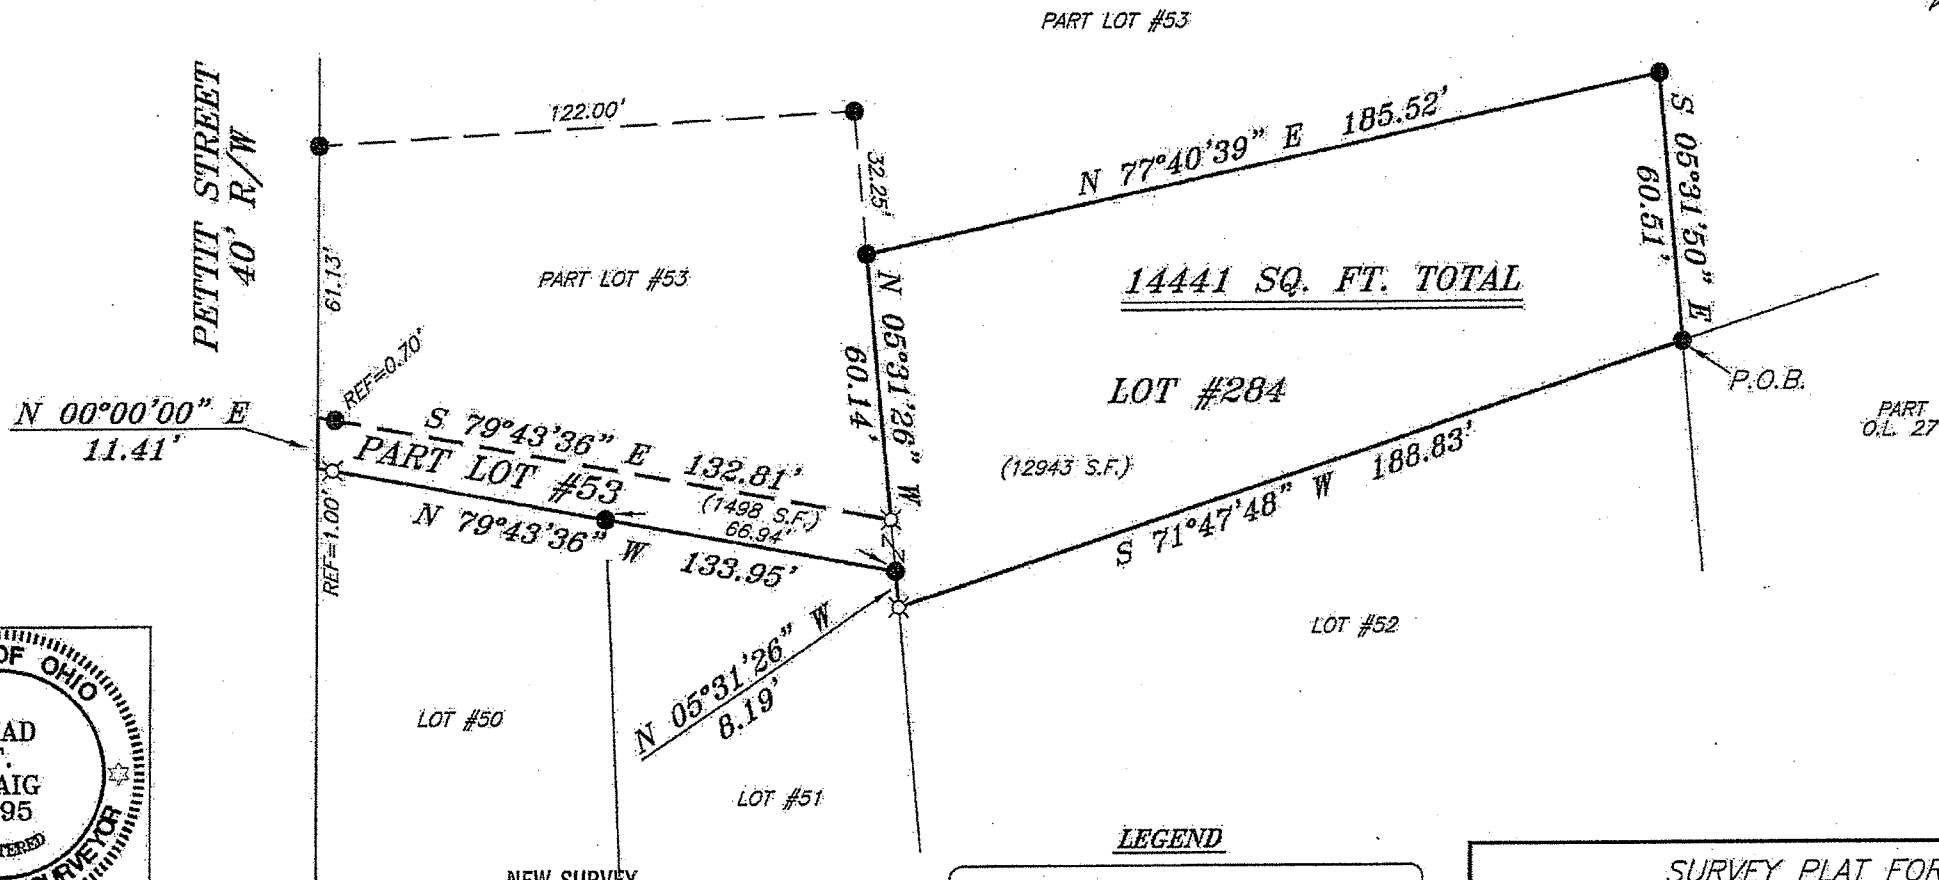 PART LOT #53
PETTIT STREET
40' R/W
122.00'
32.25'
61.13'
PART LOT #53
N 77°40'39" E 185.52'
S 05°31'50" E
60.51'
14441 SQ. FT. TOTAL
LOT #284
(12943 S.F.)
P.O.B.
PART
O.L. 27
REF=0.70'
N 00°00'00" E
11.41'
S 79°43'36" E 132.81'
PART LOT #53
(1498 S.F.)
66.94'
N 79°43'36" W 133.95'
REF=1.00'
N 05°31'26" W
60.14'
S 71°47'48" W 188.83'
N 05°31'26" W
8.19'
LOT #52
LOT #50
LOT #51
OF OHIO
AIG
95
SURVEYOR
LEGEND
NEW SURVEY
SURVEY PLAT FOR